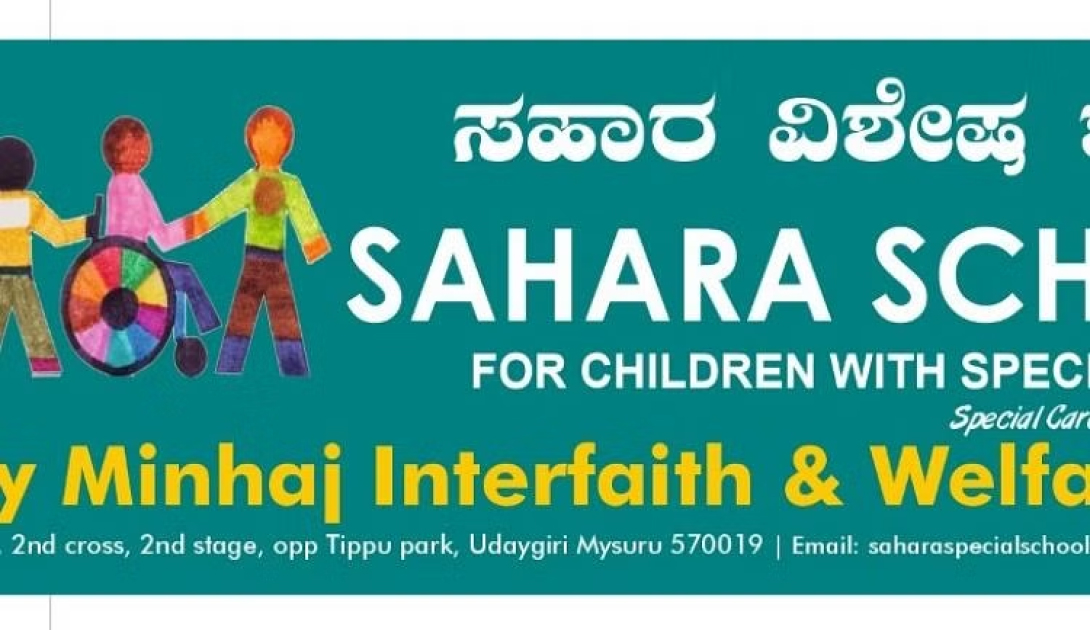 ಸಹಾರ ವಿಶೇಷ
SAHARA SCH
FOR CHILDREN WITH SPECI
Special Car
y Minhaj Interfaith & Welfa
, 2nd cross, 2nd stage, opp Tippu park, Udaygiri Mysuru 570019 | Email: saharaspecialschool